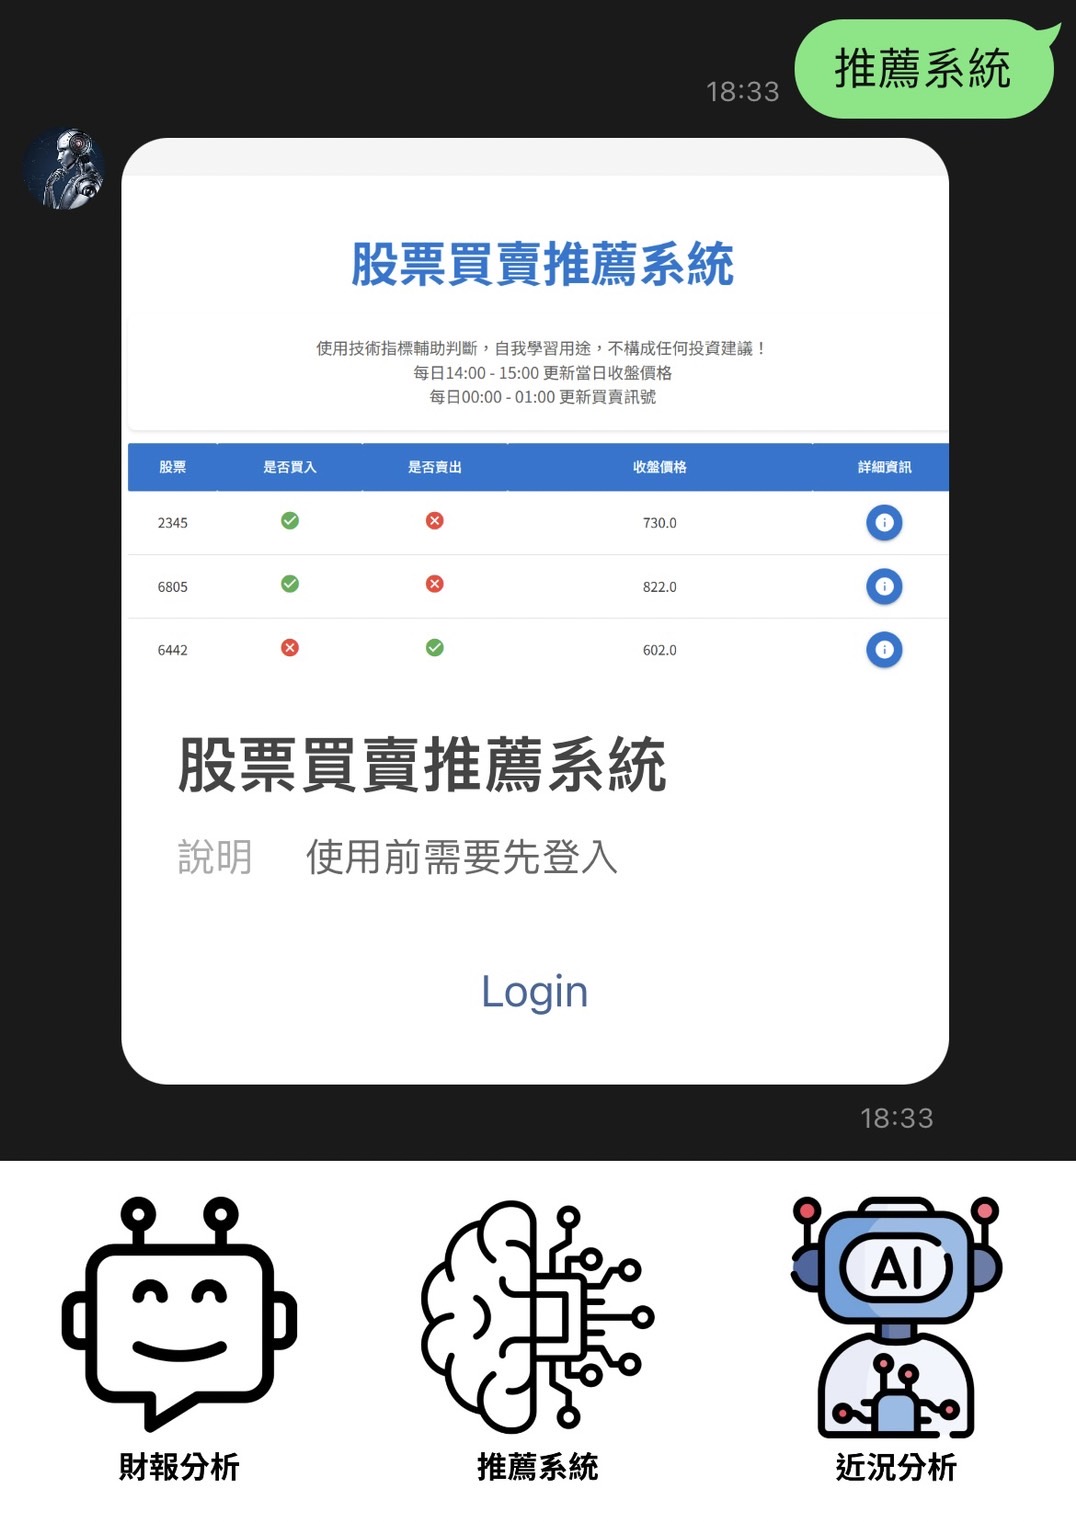 推薦系統
18:33
股票買賣推薦系統
使用技術指標輔助判斷，自我學習用途，不構成任何投資建議！
每日14:00 - 15:00 更新當日收盤價格
每日00:00 - 01:00 更新買賣訊號
股票 是否買入 是否賣出 收盤價格 詳細資訊
2345 730.0
6805 822.0
6442 602.0
股票買賣推薦系統
說明 使用前需要先登入
Login
18:33
AI
財報分析 推薦系統 近況分析